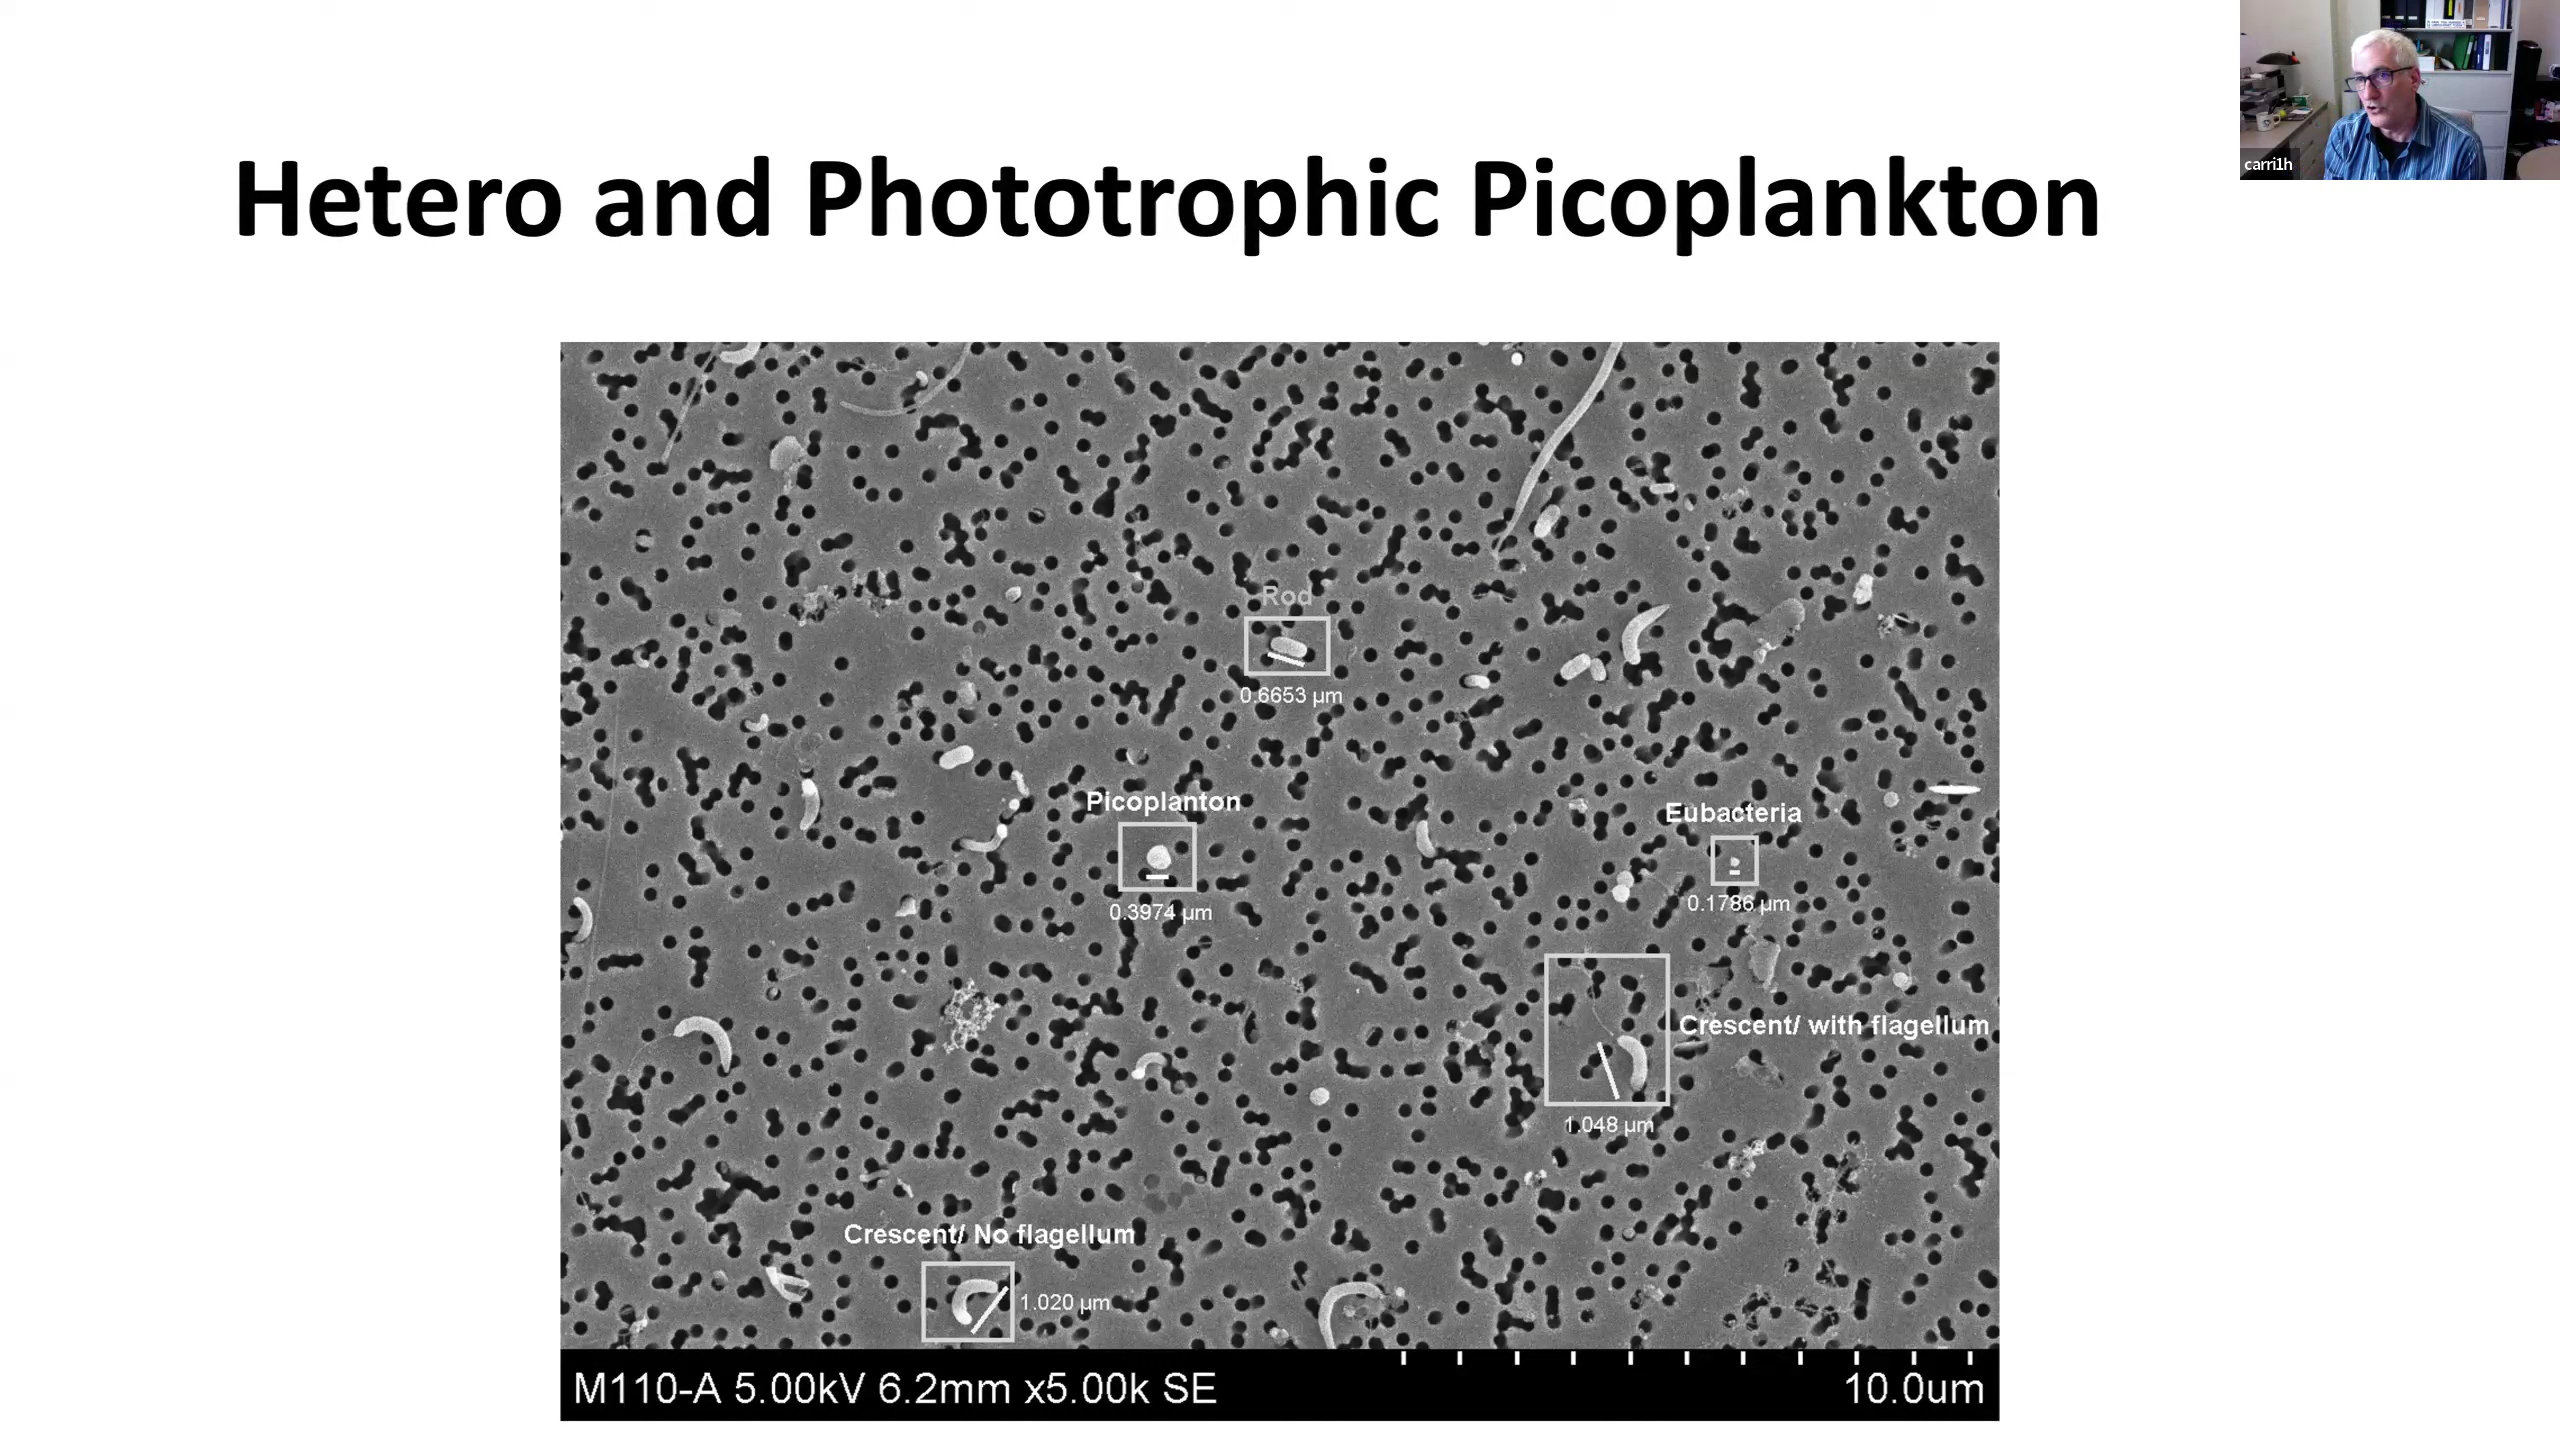 carri1h
Hetero and Phototrophic Picoplankton
Rod
0.6653 µm
Picoplanton
0.3974 µm
Eubacteria
0.1786 µm
Crescent/ with flagellum
1.048 µm
Crescent/ No flagellum
1.020 µm
M110-A 5.00kV 6.2mm x5.00k SE
10.0um